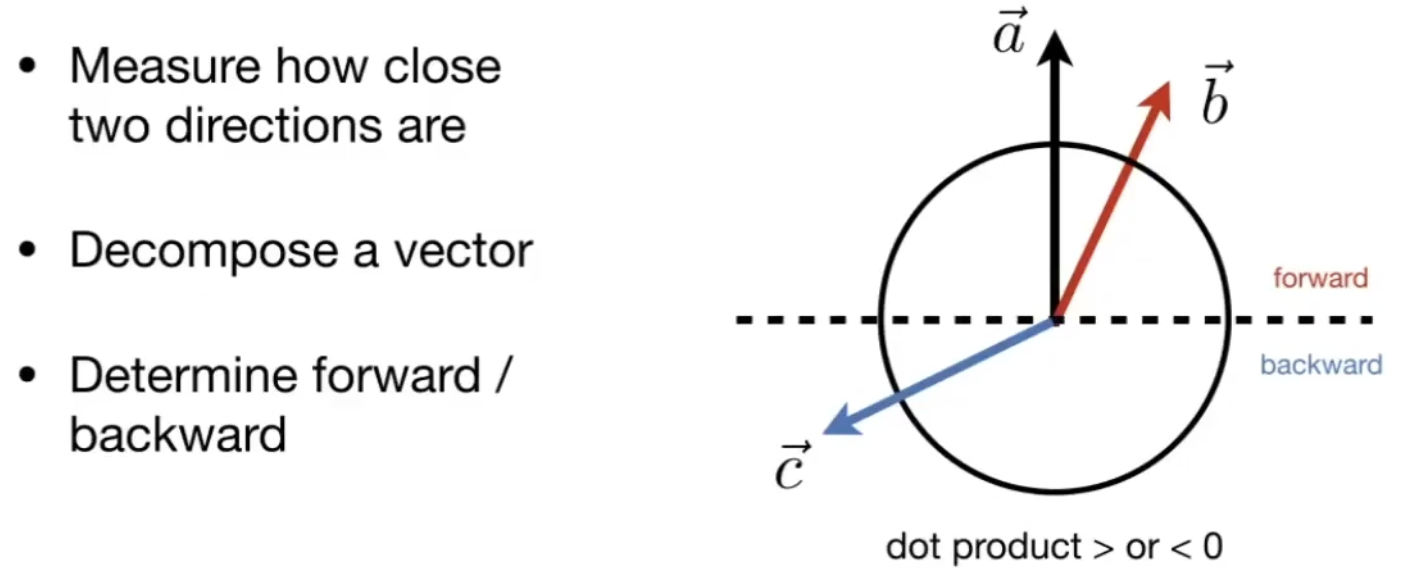 • Measure how close
two directions are
• Decompose a vector
• Determine forward /
backward
$\vec{a}$
$\vec{b}$
forward
backward
$\vec{c}$
dot product > or < 0